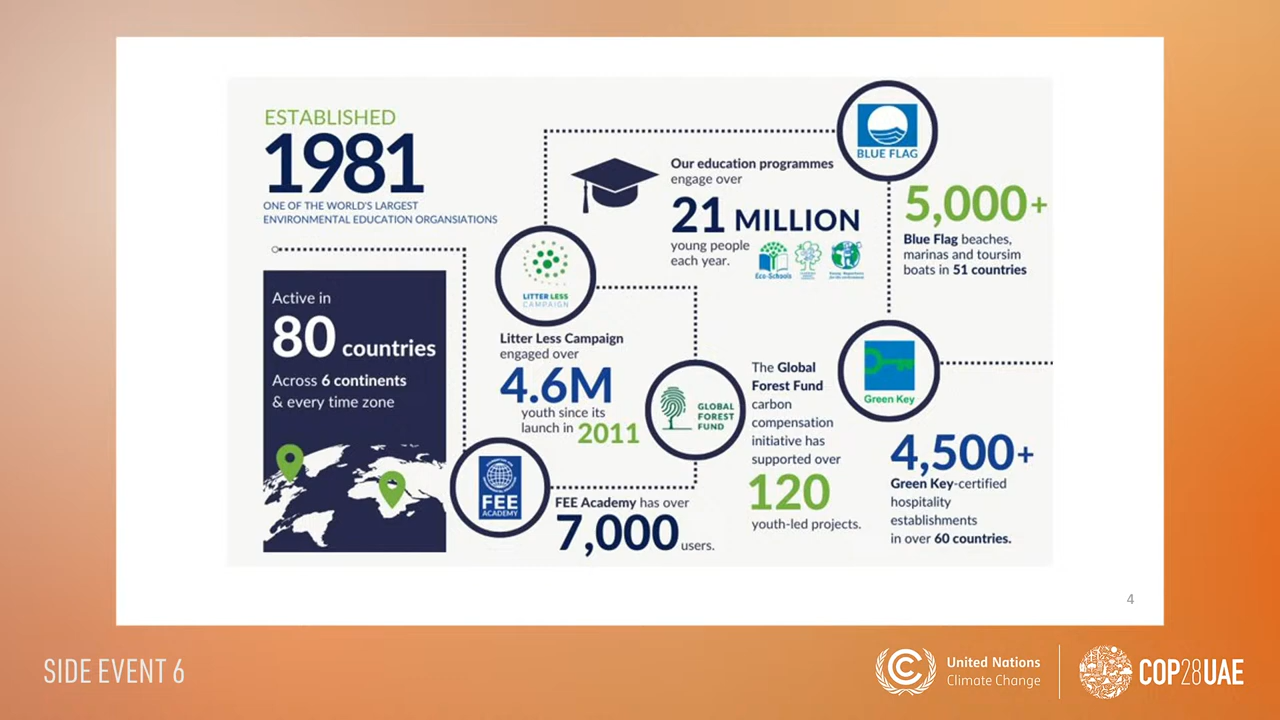 ESTABLISHED
1981
ONE OF THE WORLD'S LARGEST
ENVIRONMENTAL EDUCATION ORGANSIATIONS
Active in
80 countries
Across 6 continents
& every time zone
LITTER LESS
CAMPAIGN
Litter Less Campaign
engaged over
4.6M
youth since its
launch in 2011
FEE
ACADEMY
FEE Academy has over
7,000 users.
Our education programmes
engage over
21 MILLION
young people
each year.
Eco-Schools
GLOBAL
FOREST
FUND
The Global
Forest Fund
carbon
compensation
initiative has
supported over
120
youth-led projects.
BLUE FLAG
5,000+
Blue Flag beaches,
marinas and toursim
boats in 51 countries
Green Key
4,500+
Green Key-certified
hospitality
establishments
in over 60 countries.
4
SIDE EVENT 6
United Nations
Climate Change
COP28UAE